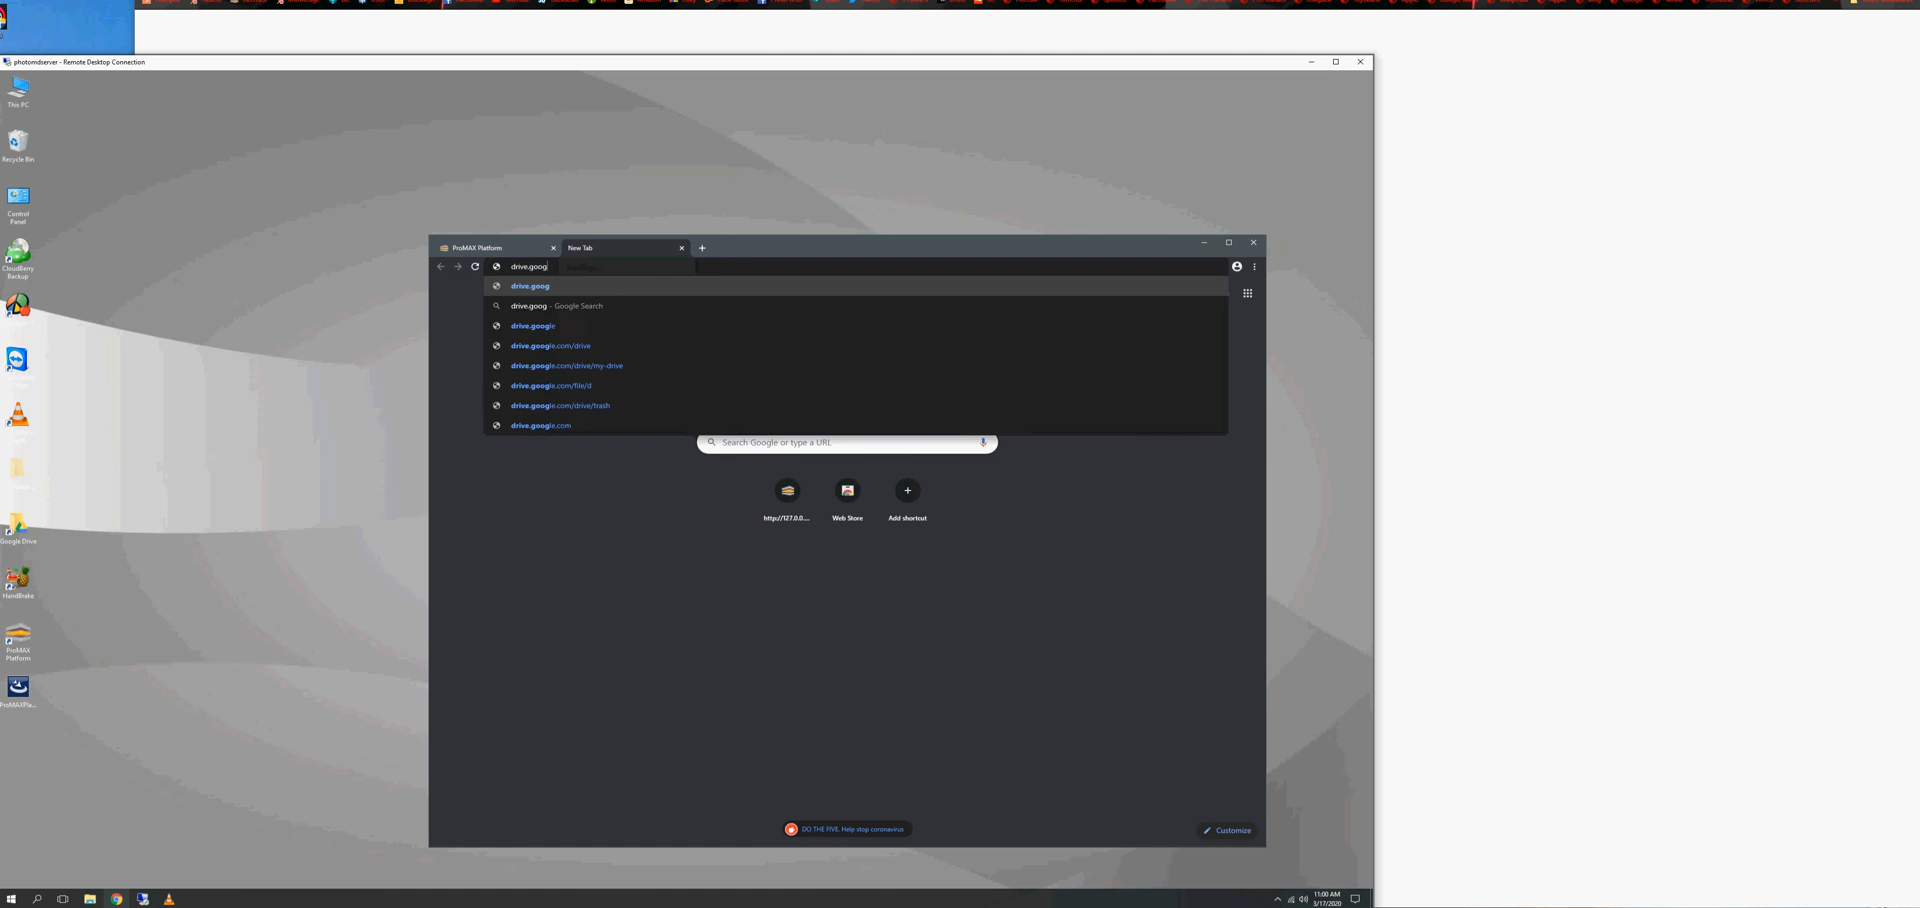 photomdserver - Remote Desktop Connection
This PC
Recycle Bin
Control
Panel
CloudBerry
Backup
Google Drive
HandBrake
ProMAX
Platform
ProMAXPla...
ProMAX Platform
New Tab
drive.goog
drive.goog
drive.goog - Google Search
drive.google
drive.google.com/drive
drive.google.com/drive/my-drive
drive.google.com/file/d
drive.google.com/drive/trash
drive.google.com
Search Google or type a URL
http://127.0.0....
Web Store
Add shortcut
DO THE FIVE. Help stop coronavirus
Customize
11:00 AM
3/17/2020